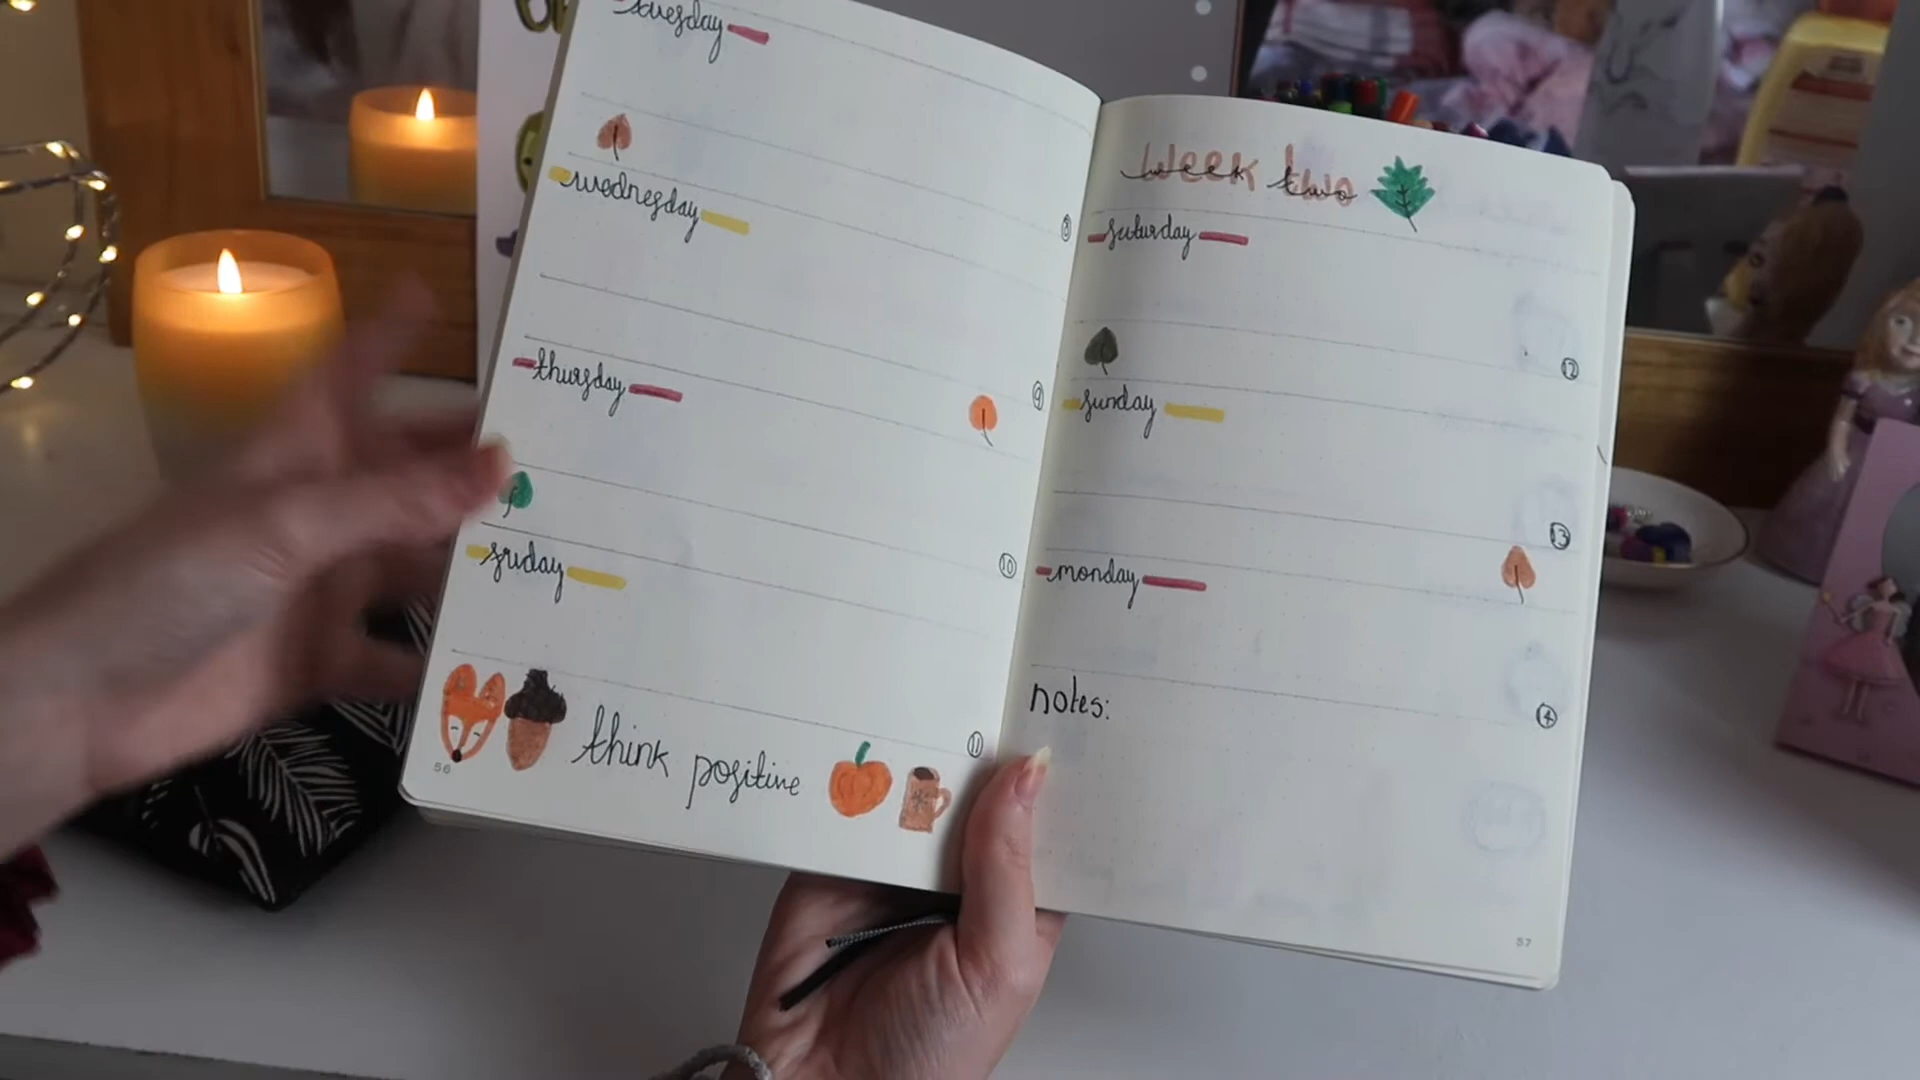 tuesday
8
wednesday
9
thursday
10
friday
11
think positive
56
week two
saturday
12
sunday
13
monday
14
notes:
57